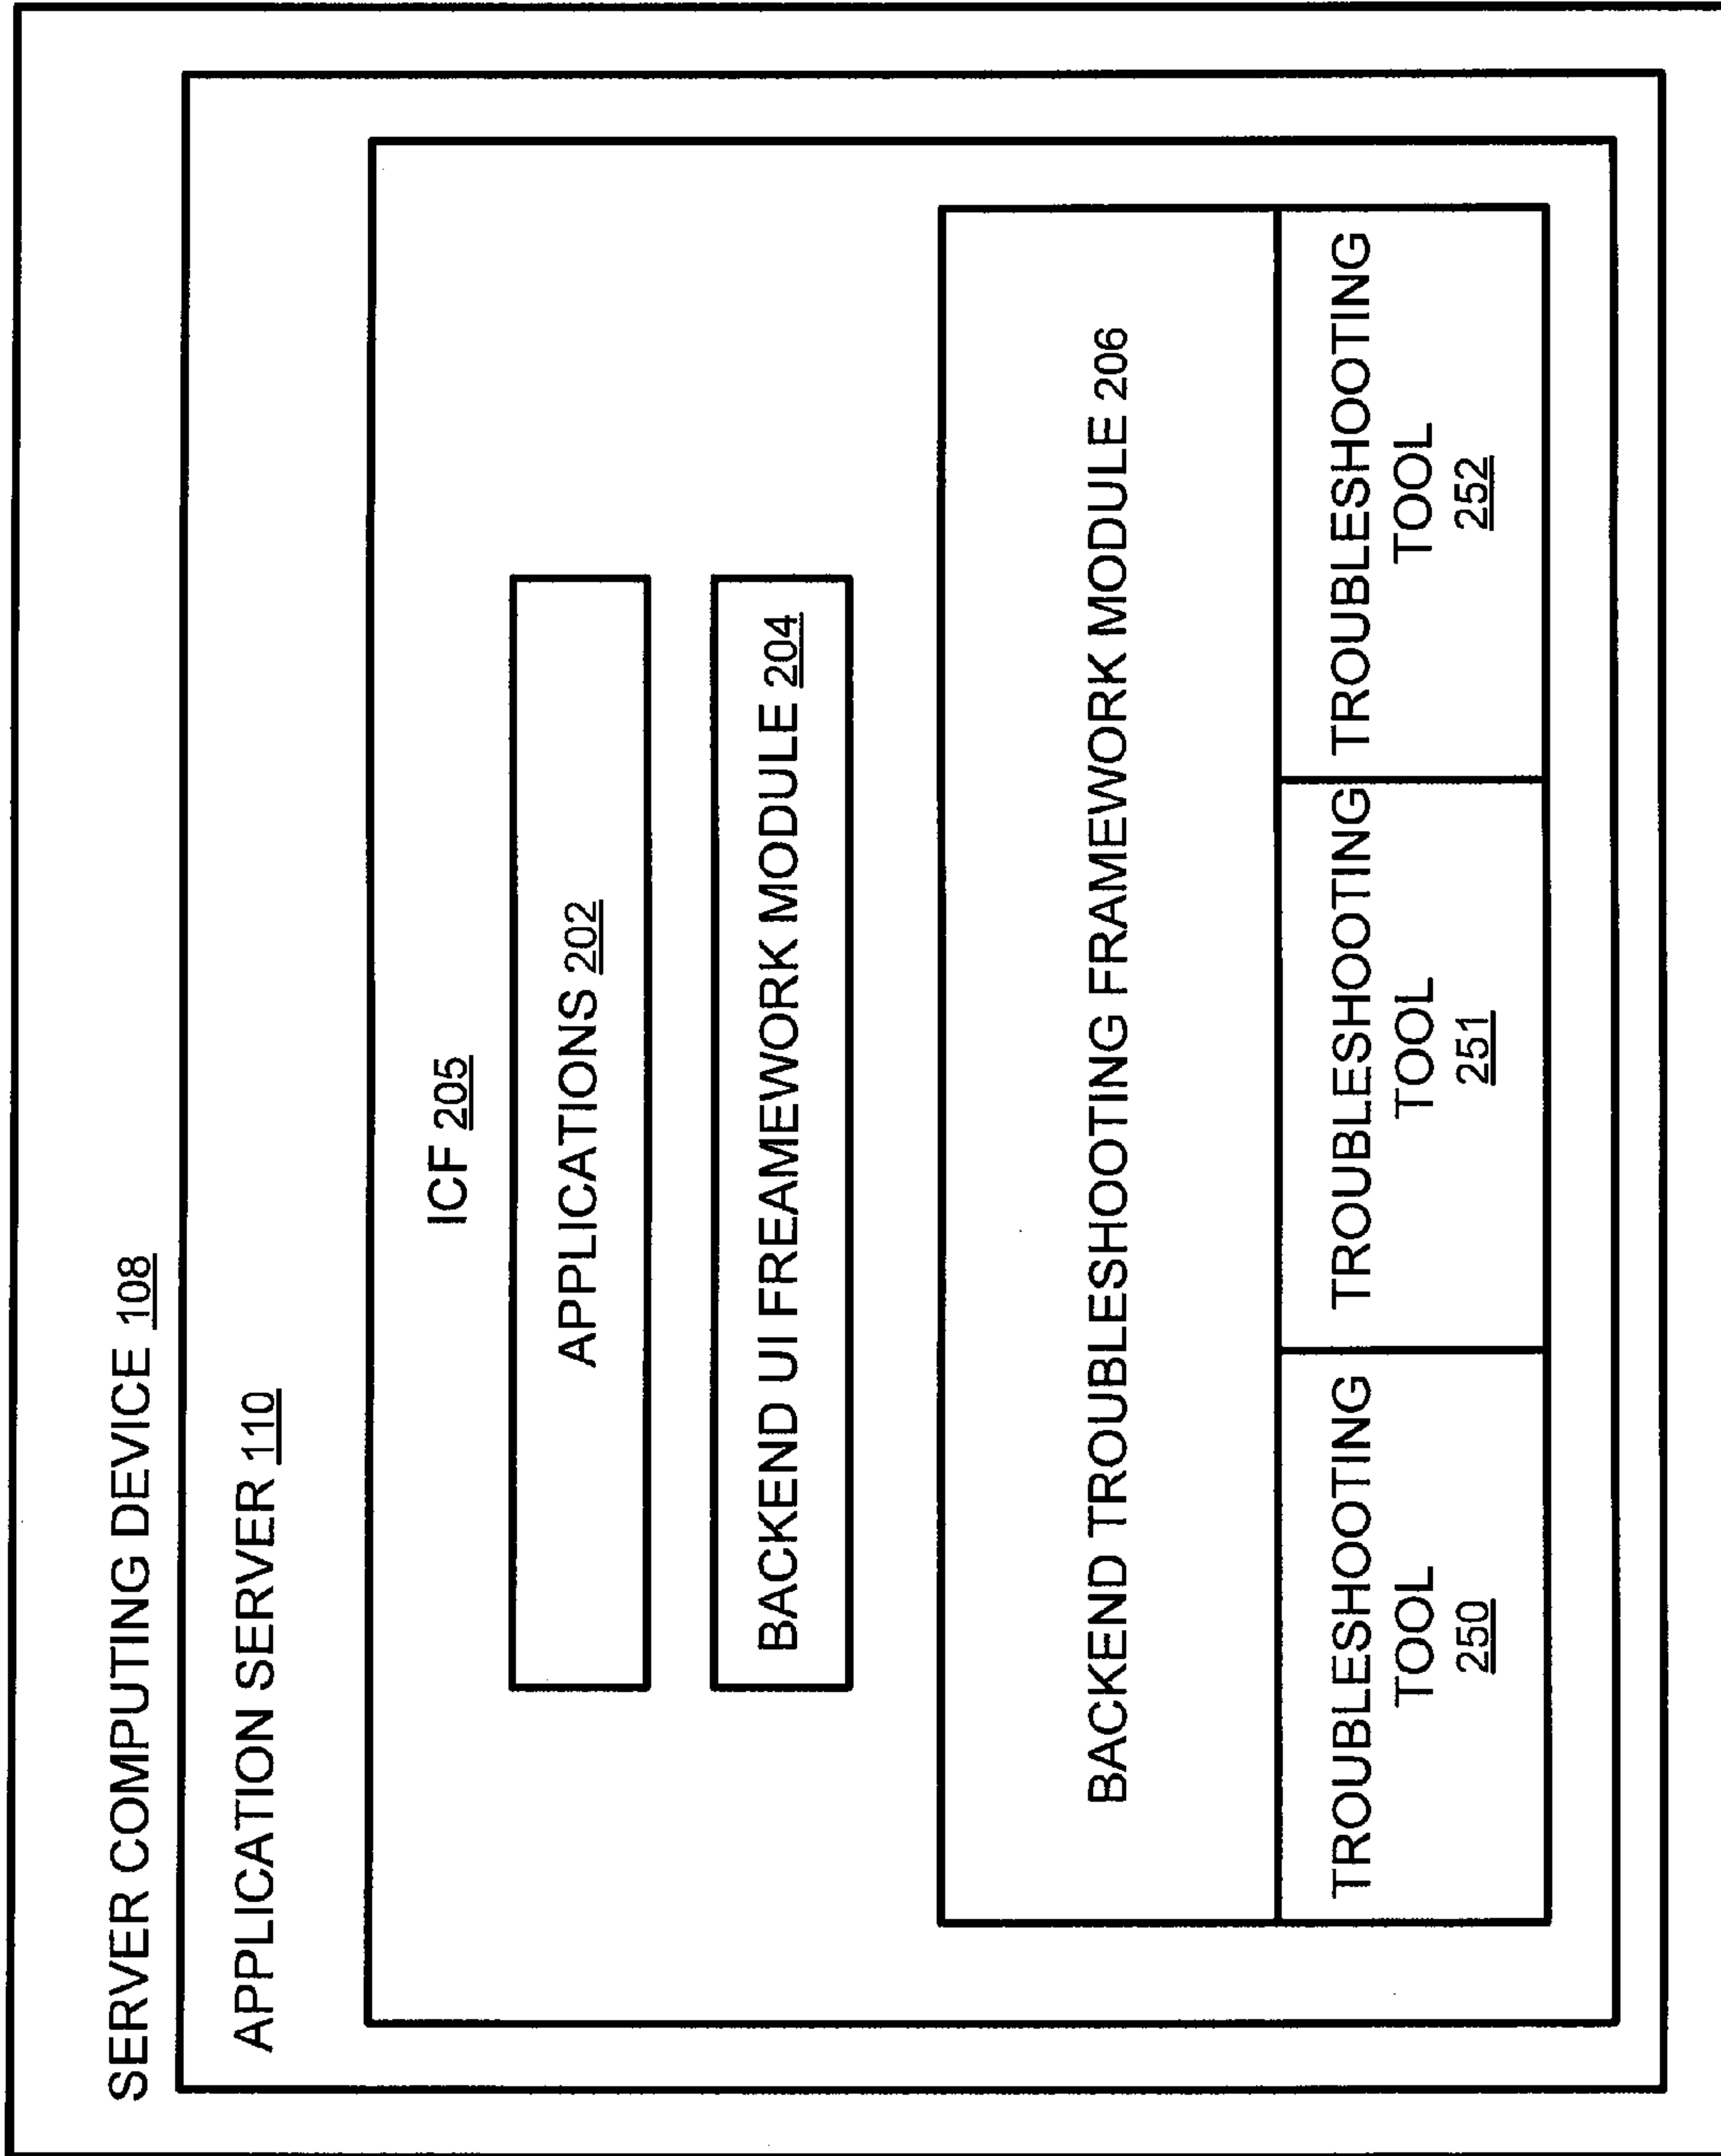 SERVER COMPUTING DEVICE 108
APPLICATION SERVER 110
ICF 205
APPLICATIONS 202
BACKEND UI FREAMEWORK MODULE 204
BACKEND TROUBLESHOOTING FRAMEWORK MODULE 206
TROUBLESHOOTING
TOOL
250
TROUBLESHOOTING
TOOL
251
TROUBLESHOOTING
TOOL
252